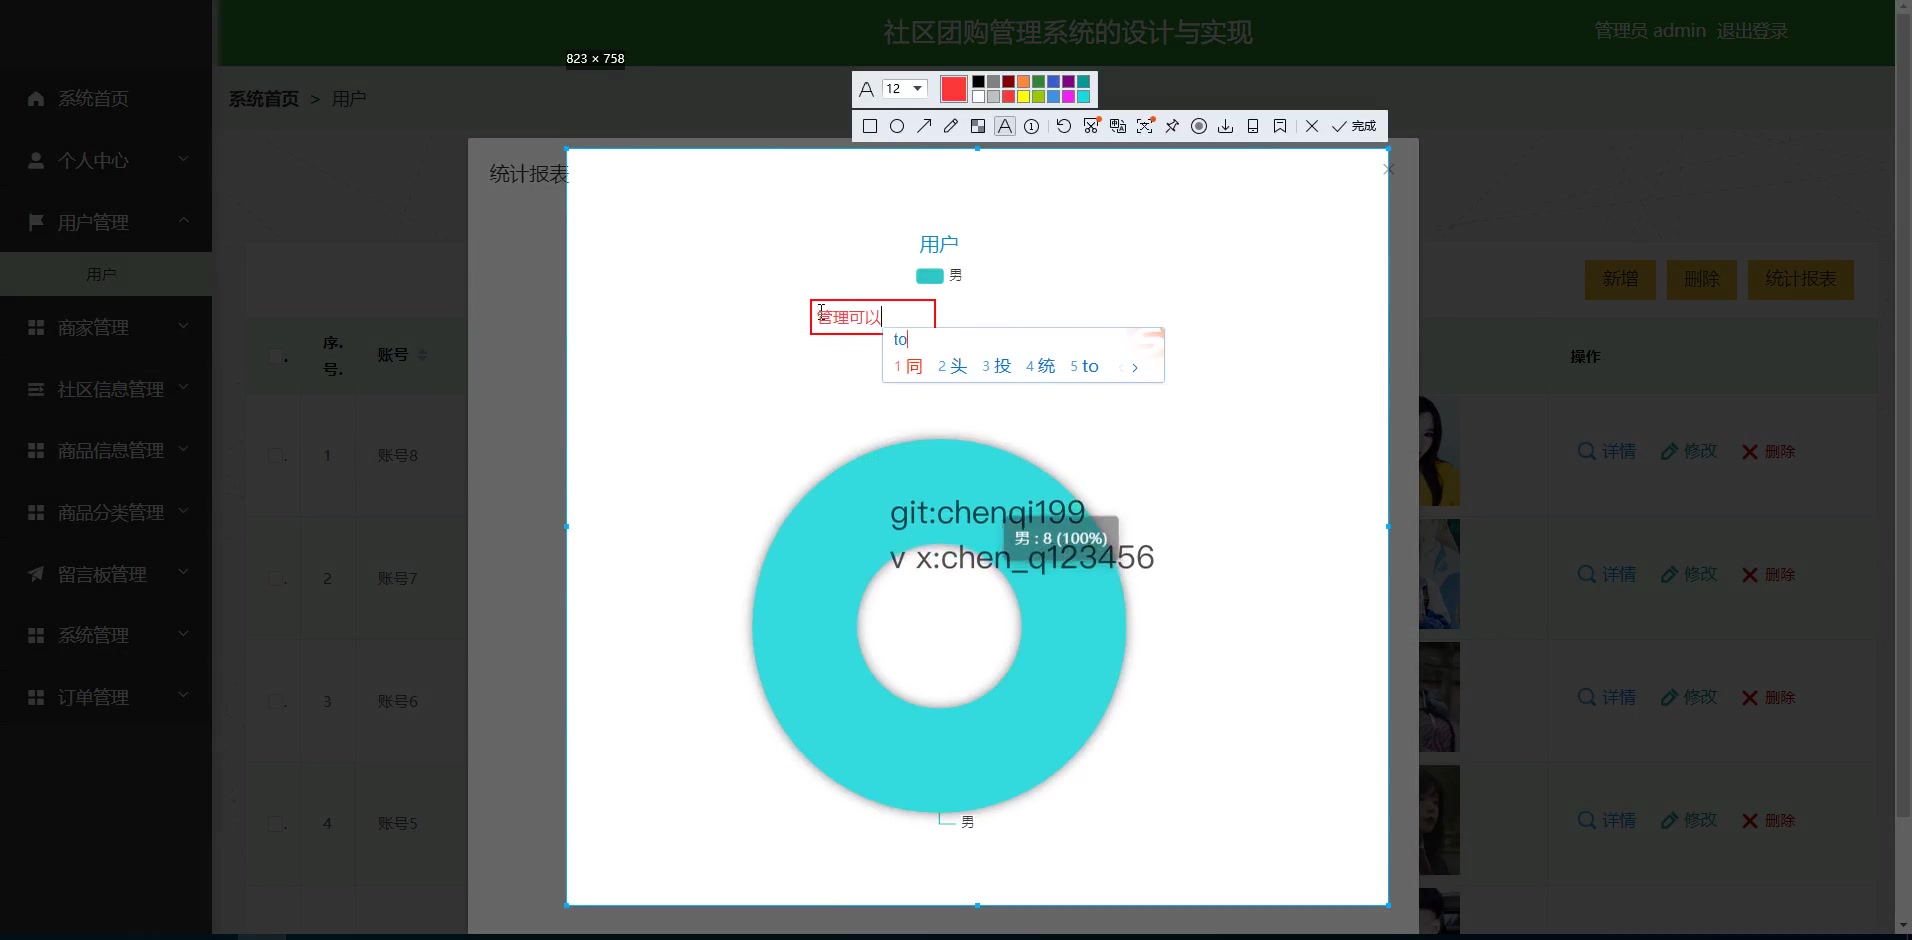 社区团购管理系统的设计与实现
管理员 admin 退出登录
823 × 758
系统首页
个人中心
用户管理
用户
商家管理
社区信息管理
商品信息管理
商品分类管理
留言板管理
系统管理
订单管理
系统首页 > 用户
A 12
A 1 完成
统计报表
用户
男
管理可以
to
1 同 2 头 3 投 4 统 5 to
新增 删除 统计报表
序号 账号 操作
1 账号8 详情 修改 删除
2 账号7 详情 修改 删除
3 账号6 详情 修改 删除
4 账号5 详情 修改 删除
git:chenqi199
男 : 8 (100%)
v x:chen_q123456
男